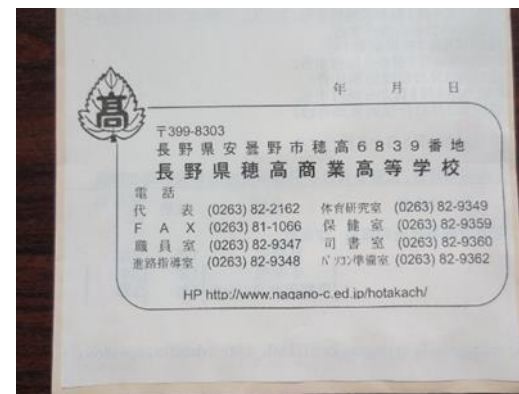 年 月 日
髙
〒399-8303
長野県安曇野市穂高6839番地
長野県穂高商業高等学校
電話
代表 (0263) 82-2162 体育研究室 (0263) 82-9349
FAX (0263) 81-1066 保健室 (0263) 82-9359
職員室 (0263) 82-9347 司書室 (0263) 82-9360
進路指導室 (0263) 82-9348 パソコン準備室 (0263) 82-9362
HP http://www.nagano-c.ed.jp/hotakach/